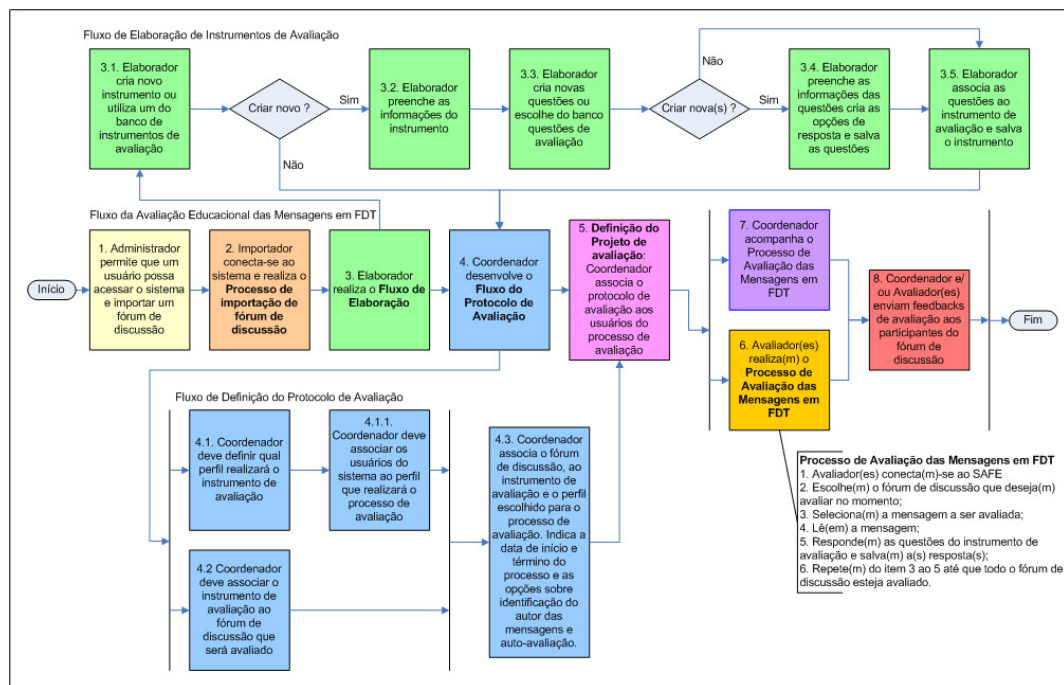 Fluxo de Elaboração de Instrumentos de Avaliação
3.1. Elaborador
cria novo
instrumento ou
utiliza um do
banco de
instrumentos de
avaliação
Criar novo ?
Sim
Não
3.2. Elaborador
preenche as
informações do
instrumento
3.3. Elaborador
cria novas
questões ou
escolhe do banco
questões de
avaliação
Criar nova(s) ?
Não
Sim
3.4. Elaborador
preenche as
informações das
questões cria as
opções de
resposta e salva
as questões
3.5. Elaborador
associa as
questões ao
instrumento de
avaliação e salva
o instrumento
Fluxo da Avaliação Educacional das Mensagens em FDT
Início
1. Administrador
permite que um
usuário possa
acessar o sistema
e importar um
fórum de
discussão
2. Importador
conecta-se ao
sistema e realiza o
Processo de
importação de
fórum de
discussão
3. Elaborador
realiza o Fluxo de
Elaboração
4. Coordenador
desenvolve o
Fluxo do
Protocolo de
Avaliação
5. Definição do
Projeto de
avaliação:
Coordenador
associa o
protocolo de
avaliação aos
usuários do
processo de
avaliação
7. Coordenador
acompanha o
Processo de
Avaliação das
Mensagens em
FDT
6. Avaliador(es)
realiza(m) o
Processo de
Avaliação das
Mensagens em
FDT
8. Coordenador e/
ou Avaliador(es)
enviam feedbacks
de avaliação aos
participantes do
fórum de
discussão
Fim
Fluxo de Definição do Protocolo de Avaliação
4.1. Coordenador
deve definir qual
perfil realizará o
instrumento de
avaliação
4.1.1.
Coordenador deve
associar os
usuários do
sistema ao perfil
que realizará o
processo de
avaliação
4.2 Coordenador
deve associar o
instrumento de
avaliação ao
fórum de
discussão que
será avaliado
4.3. Coordenador
associa o fórum de
discussão, ao
instrumento de
avaliação e o perfil
escolhido para o
processo de
avaliação. Indica a
data de início e
término do
processo e as
opções sobre
identificação do
autor das
mensagens e
auto-avaliação.
Processo de Avaliação das Mensagens em FDT
1. Avaliador(es) conecta(m)-se ao SAFE
2. Escolhe(m) o fórum de discussão que deseja(m)
avaliar no momento;
3. Seleciona(m) a mensagem a ser avaliada;
4. Lê(em) a mensagem;
5. Responde(m) as questões do instrumento de
avaliação e salva(m) a(s) resposta(s);
6. Repete(m) do item 3 ao 5 até que todo o fórum de
discussão esteja avaliado.